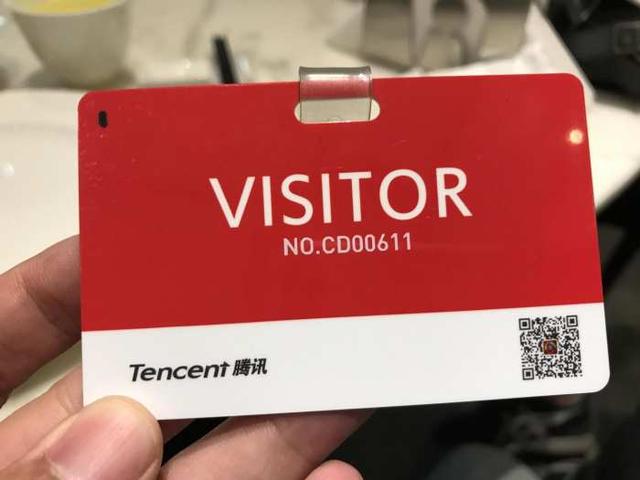 VISITOR
NO.CD00611
Tencent 腾讯